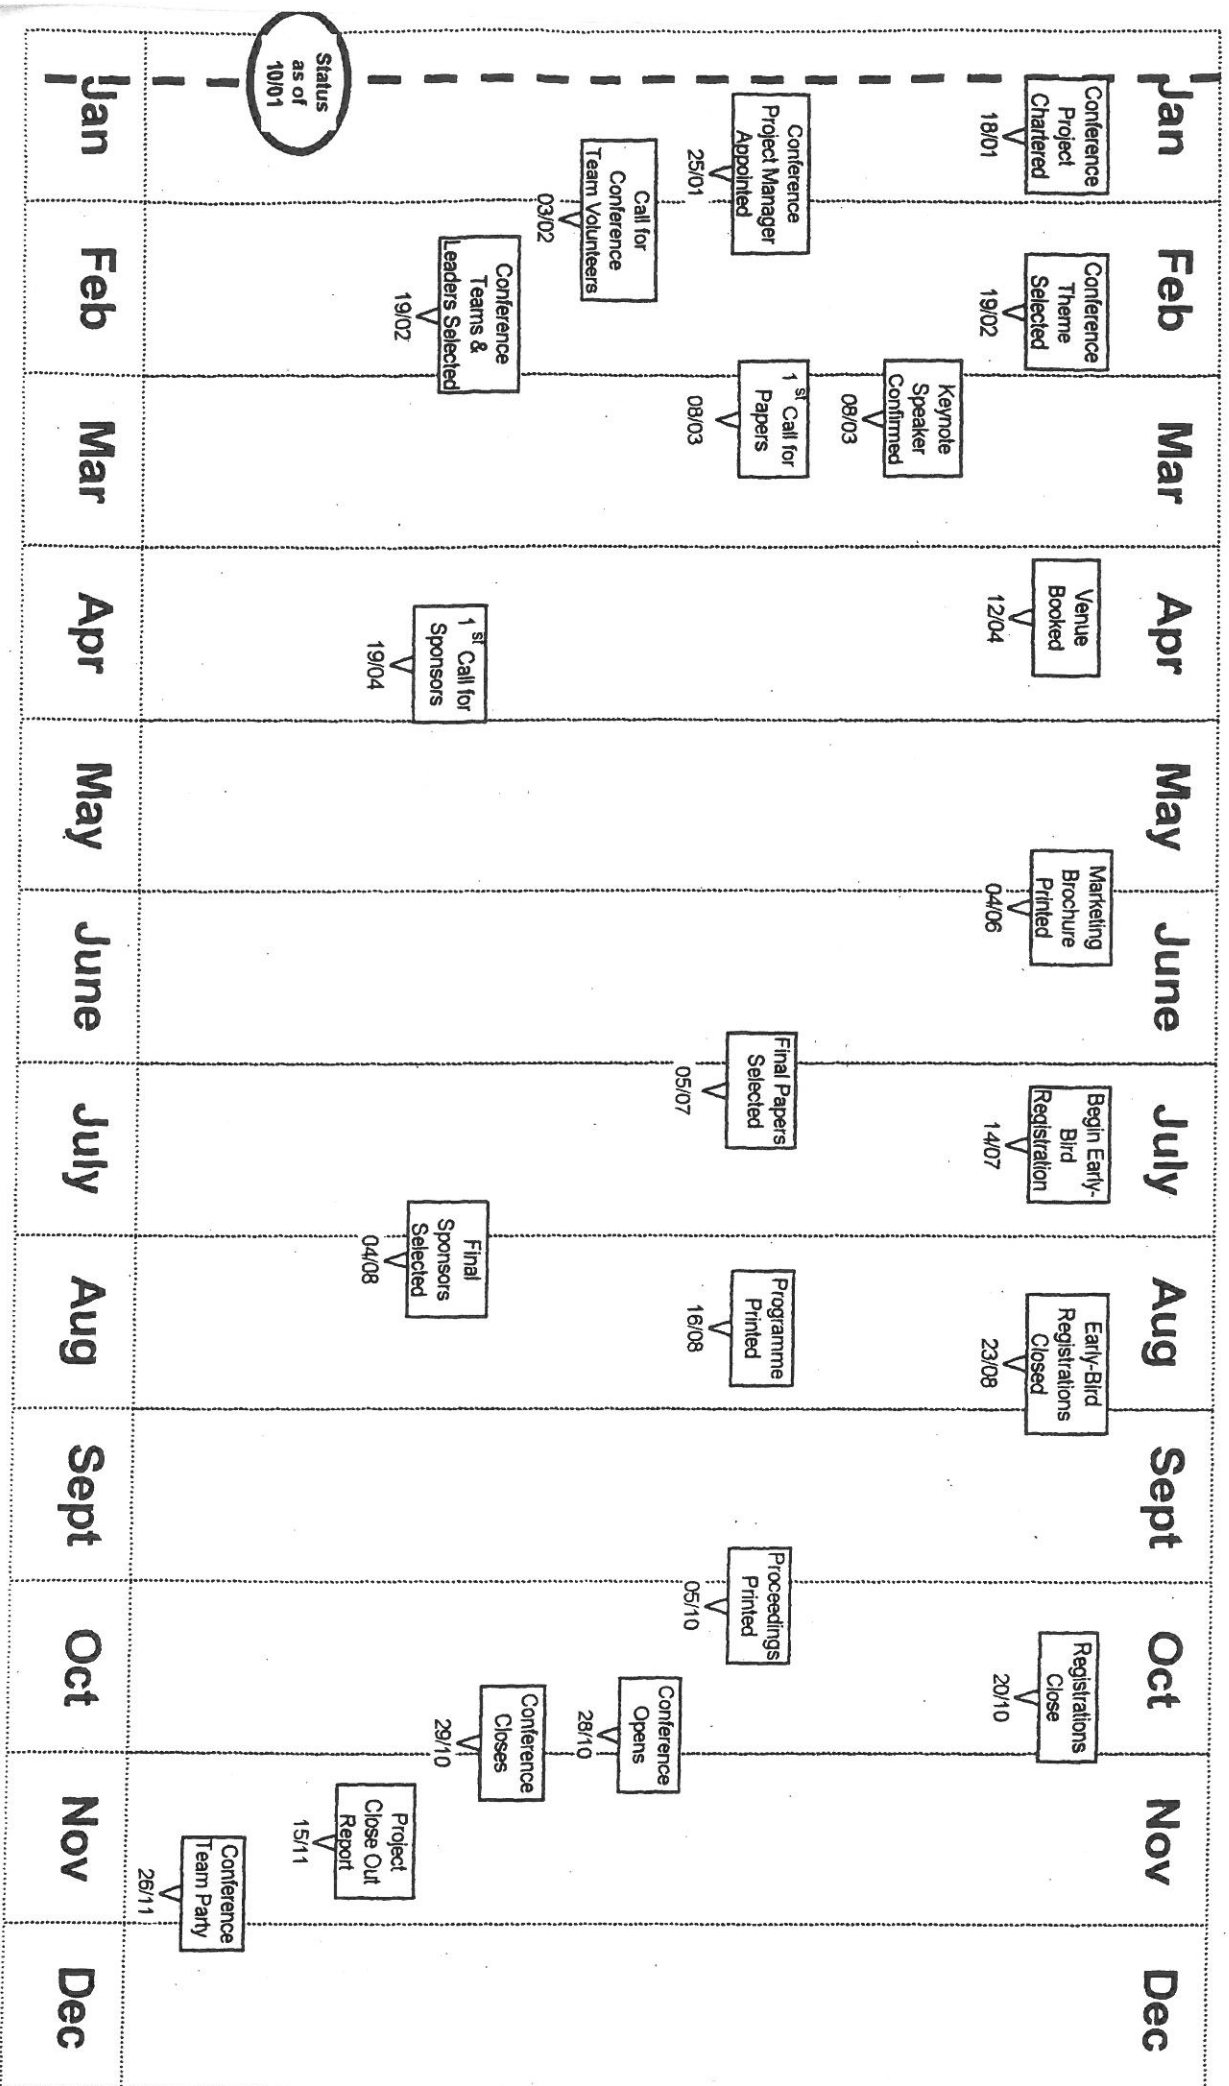 Jan Feb Mar Apr May June July Aug Sept Oct Nov Dec
Conference
Project
Chartered
18/01
Conference
Theme
Selected
19/02
Venue
Booked
12/04
Marketing
Brochure
Printed
04/06
Begin Early-
Bird
Registration
14/07
Early-Bird
Registrations
Closed
23/08
Registrations
Close
20/10
Keynote
Speaker
Confirmed
08/03
Conference
Project Manager
Appointed
25/01
1st Call for
Papers
08/03
Final Papers
Selected
05/07
Programme
Printed
16/08
Proceedings
Printed
05/10
Call for
Conference
Team Volunteers
03/02
Conference
Opens
28/10
Conference
Teams &
Leaders Selected
19/02
1st Call for
Sponsors
19/04
Final
Sponsors
Selected
04/08
Conference
Closes
29/10
Status
as of
10/01
Project
Close Out
Report
15/11
Conference
Team Party
26/11
Jan Feb Mar Apr May June July Aug Sept Oct Nov Dec